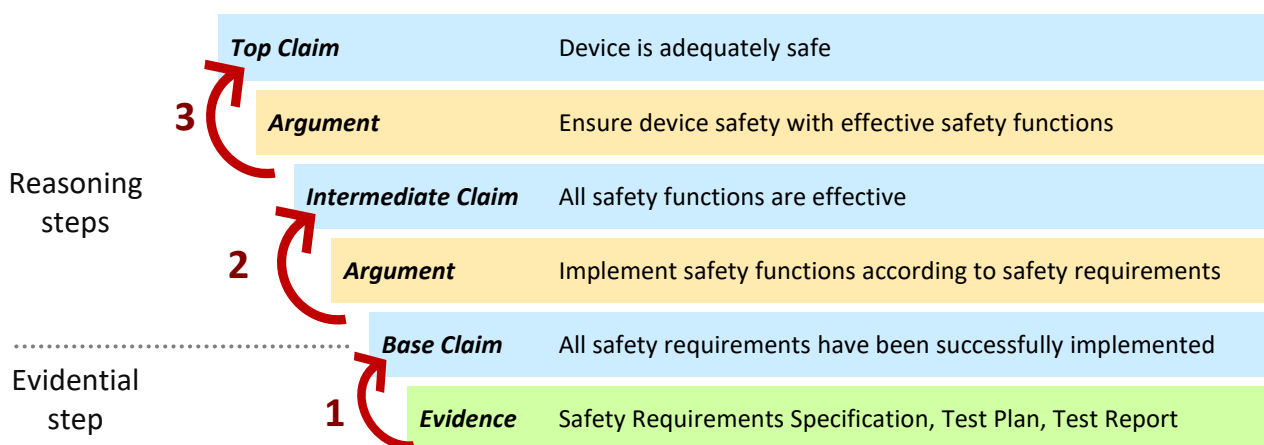 Top Claim Device is adequately safe
3
Argument Ensure device safety with effective safety functions
Reasoning
steps
Intermediate Claim All safety functions are effective
2
Argument Implement safety functions according to safety requirements
Base Claim All safety requirements have been successfully implemented
Evidential
step
1
Evidence Safety Requirements Specification, Test Plan, Test Report